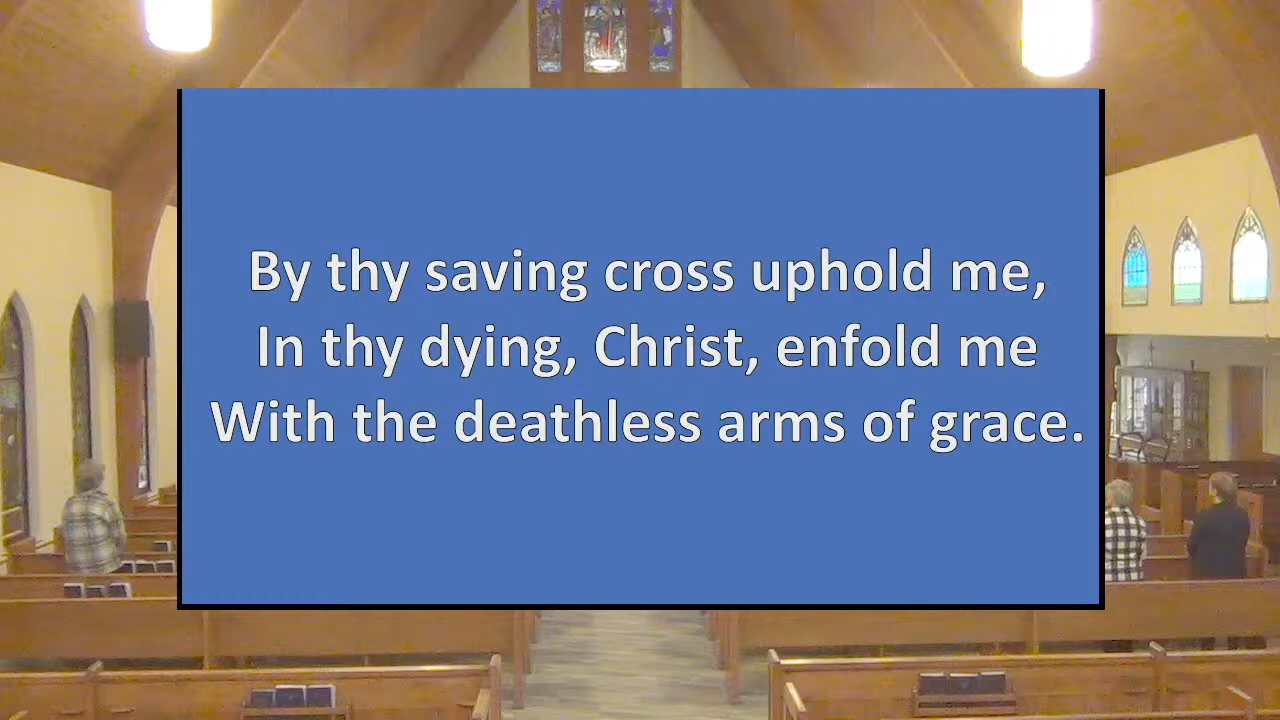 By thy saving cross uphold me,
In thy dying, Christ, enfold me
With the deathless arms of grace.